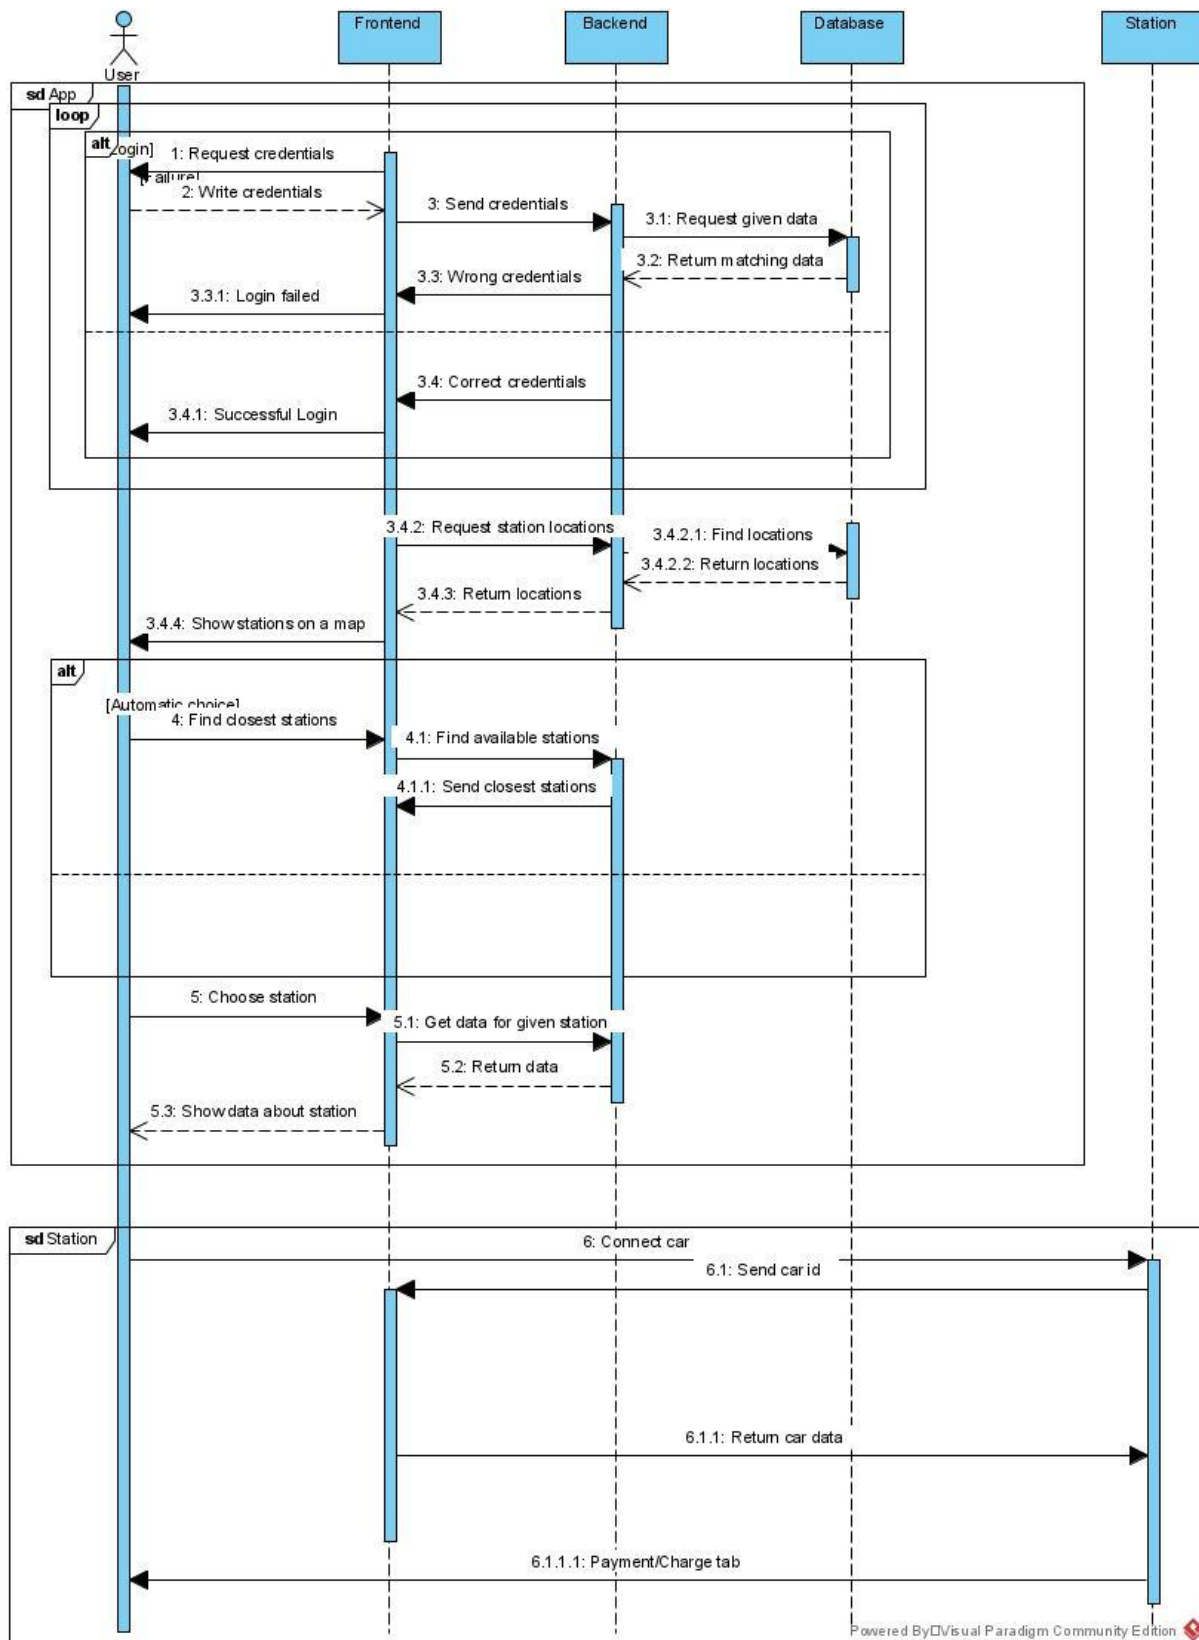 Frontend
Backend
Database
Station
User
sd App
loop
alt
Login]
1: Request credentials
[Failure]
2: Write credentials
3: Send credentials
3.1: Request given data
3.2: Return matching data
3.3: Wrong credentials
3.3.1: Login failed
3.4: Correct credentials
3.4.1: Successful Login
3.4.2: Request station locations
3.4.2.1: Find locations
3.4.2.2: Return locations
3.4.3: Return locations
3.4.4: Show stations on a map
alt
[Automatic choice]
4: Find closest stations
4.1: Find available stations
4.1.1: Send closest stations
5: Choose station
5.1: Get data for given station
5.2: Return data
5.3: Show data about station
sd Station
6: Connect car
6.1: Send car id
6.1.1: Return car data
6.1.1.1: Payment/Charge tab
Powered By□Visual Paradigm Community Edition